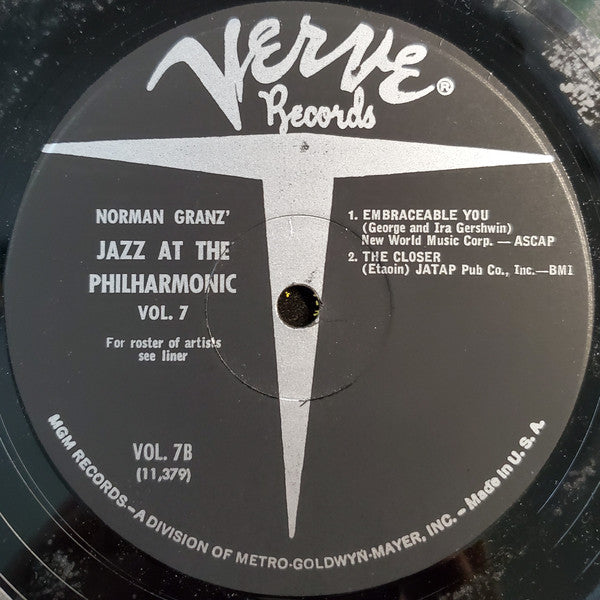 VERVE®
Records
NORMAN GRANZ'
JAZZ AT THE
PHILHARMONIC
VOL. 7
For roster of artists
see liner
VOL. 7B
(11,379)
1. EMBRACEABLE YOU
(George and Ira Gershwin)
New World Music Corp. — ASCAP
2. THE CLOSER
(Etaoin) JATAP Pub Co., Inc.—BMI
MGM RECORDS—A DIVISION OF METRO-GOLDWYN-MAYER, INC. – Made in U. S. A.